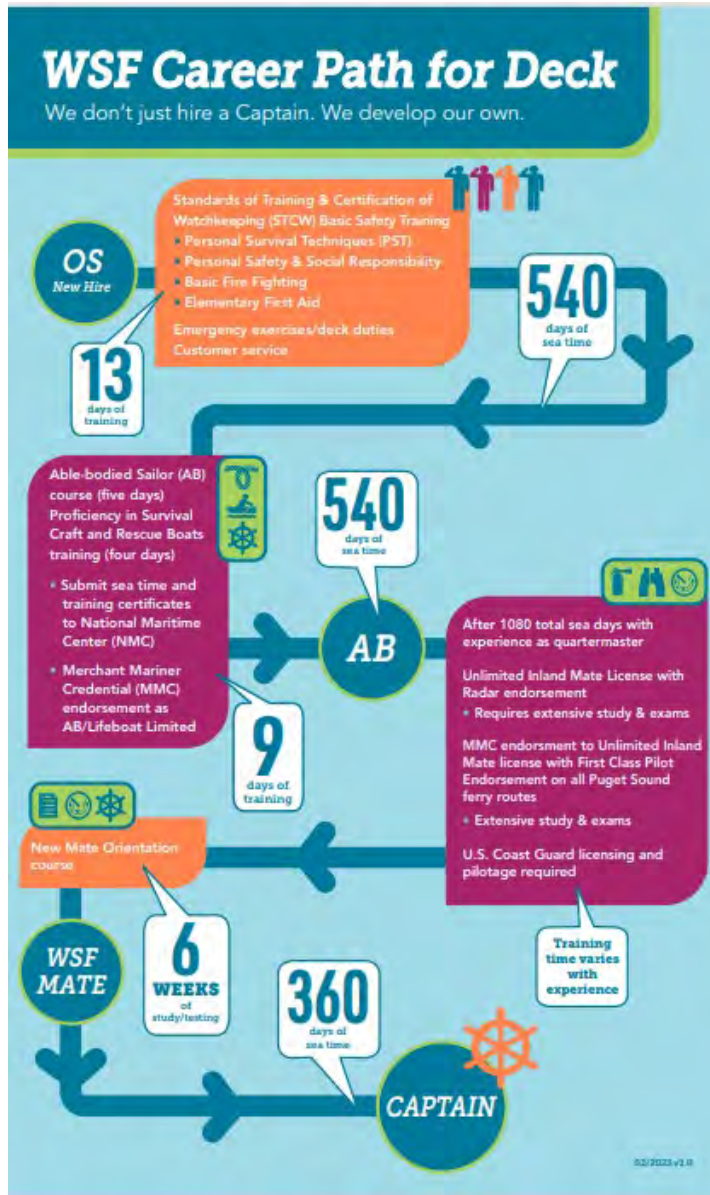 WSF Career Path for Deck
We don't just hire a Captain. We develop our own.
OS
New Hire
Standards of Training & Certification of
Watchkeeping (STCW) Basic Safety Training
• Personal Survival Techniques (PST)
• Personal Safety & Social Responsibility
• Basic Fire Fighting
• Elementary First Aid
Emergency exercises/deck duties
Customer service
13
days of
training
540
days of
sea time
Able-bodied Sailor (AB)
course (five days)
Proficiency in Survival
Craft and Rescue Boats
training (four days)
• Submit sea time and
training certificates
to National Maritime
Center (NMC)
• Merchant Mariner
Credential (MMC)
endorsement as
AB/Lifeboat Limited
9
days of
training
540
days of
sea time
AB
After 1080 total sea days with
experience as quartermaster
Unlimited Inland Mate License with
Radar endorsement
• Requires extensive study & exams
MMC endorsment to Unlimited Inland
Mate license with First Class Pilot
Endorsement on all Puget Sound
ferry routes
• Extensive study & exams
U.S. Coast Guard licensing and
pilotage required
Training
time varies
with
experience
New Mate Orientation
course
6
WEEKS
of
study/testing
WSF
MATE
360
days of
sea time
CAPTAIN